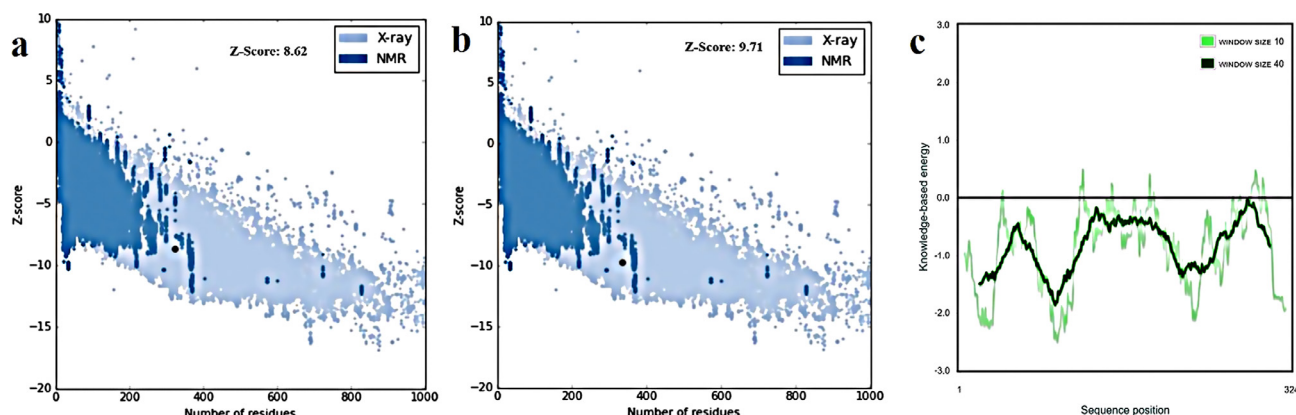 a
Z-Score: 8.62
X-ray
NMR
10
5
0
−5
−10
−15
−20
Z-score
0
200
400
600
800
1000
Number of residues
b
Z-Score: 9.71
X-ray
NMR
10
5
0
−5
−10
−15
−20
Z-score
0
200
400
600
800
1000
Number of residues
c
WINDOW SIZE 10
WINDOW SIZE 40
3.0
2.0
1.0
0.0
-1.0
-2.0
-3.0
Knowledge-based energy
1
324
Sequence position